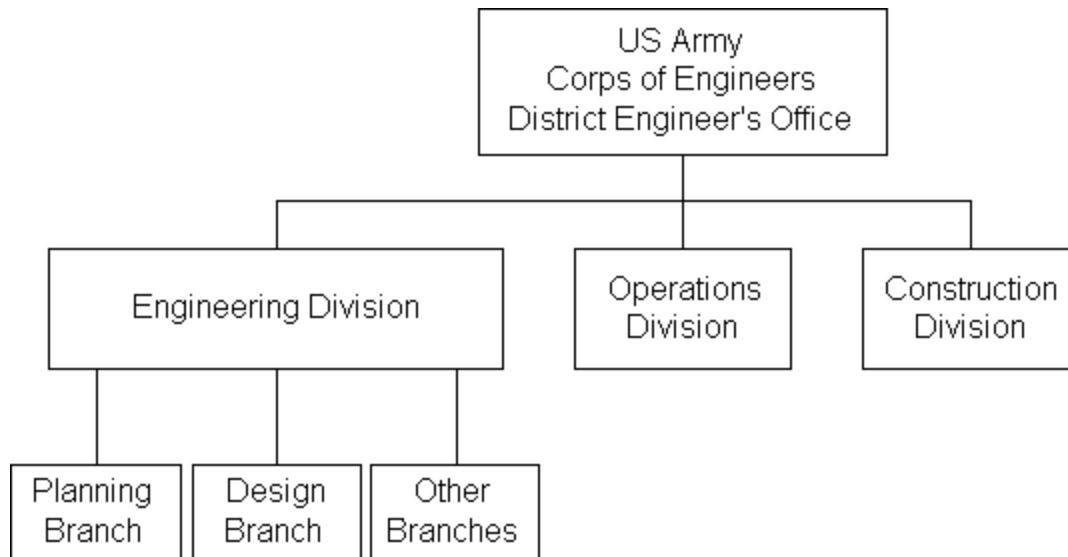 US Army
Corps of Engineers
District Engineer's Office
Engineering Division
Operations
Division
Construction
Division
Planning
Branch
Design
Branch
Other
Branches